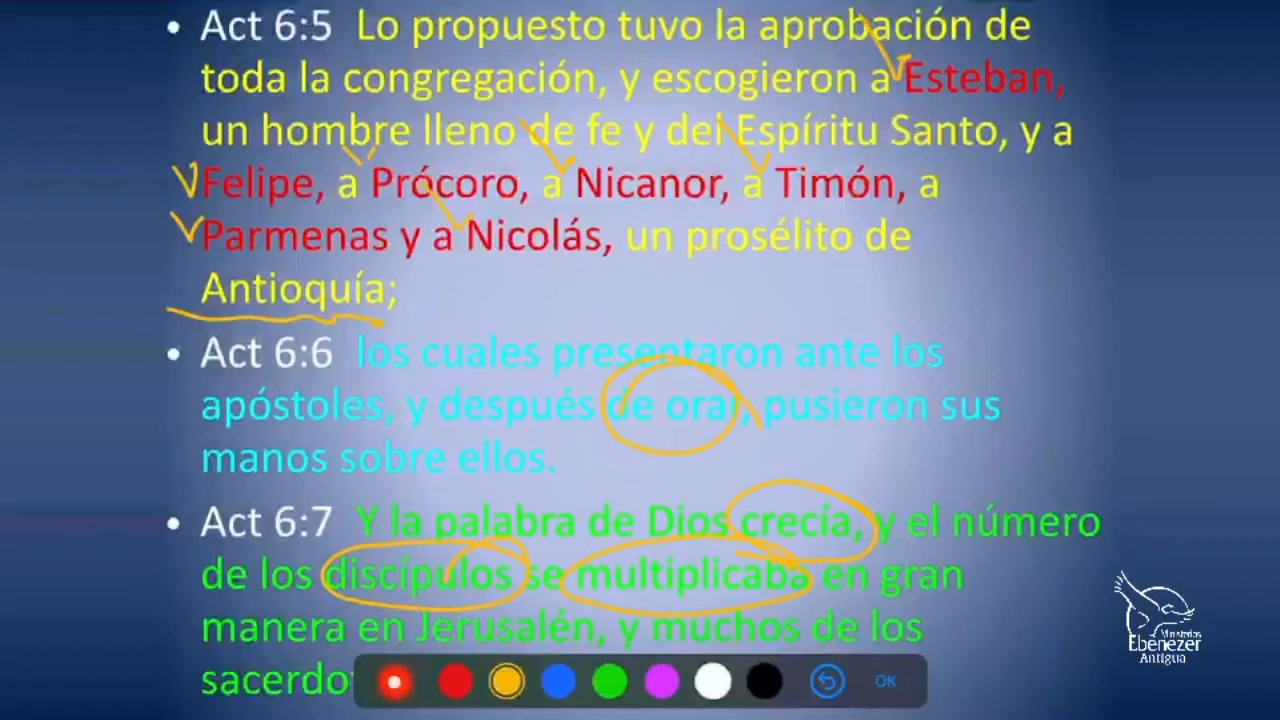 • Act 6:5 Lo propuesto tuvo la aprobación de
toda la congregación, y escogieron a Esteban,
un hombre lleno de fe y del Espíritu Santo, y a
Felipe, a Prócoro, a Nicanor, a Timón, a
Parmenas y a Nicolás, un prosélito de
Antioquía;
• Act 6:6 los cuales presentaron ante los
apóstoles, y después de orar, pusieron sus
manos sobre ellos.
• Act 6:7 Y la palabra de Dios crecía, y el número
de los discípulos se multiplicaba en gran
manera en Jerusalén, y muchos de los
sacerdo
OK
Ministerios
Ebenezer
Antigua